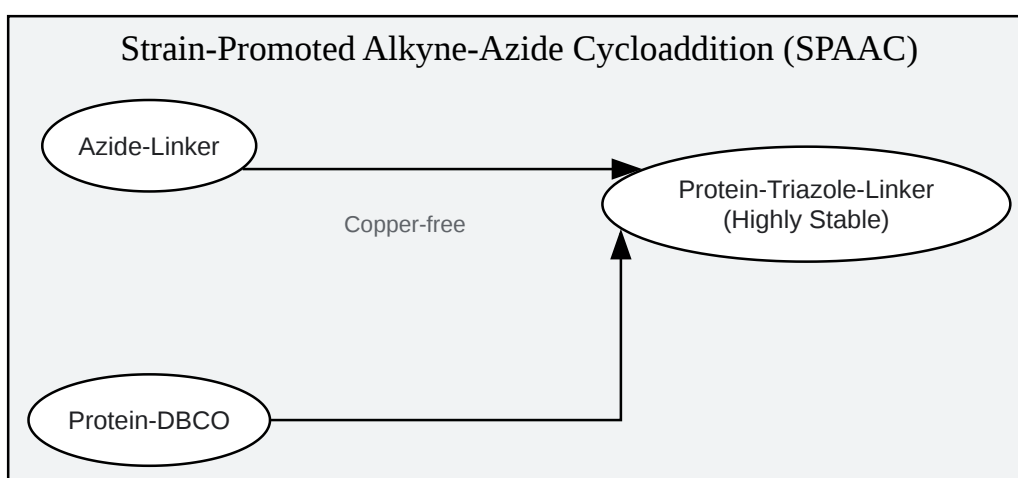 Strain-Promoted Alkyne-Azide Cycloaddition (SPAAC)
Azide-Linker
Protein-Triazole-Linker
(Highly Stable)
Copper-free
Protein-DBCO